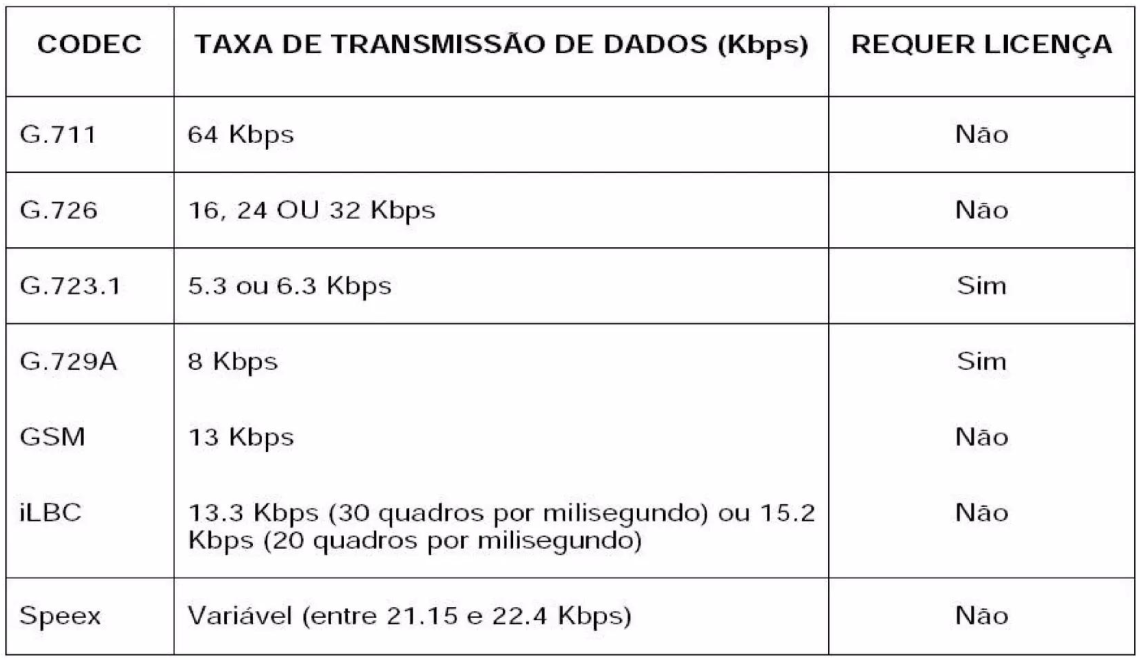 CODEC TAXA DE TRANSMISSÃO DE DADOS (Kbps) REQUER LICENÇA
G.711 64 Kbps Não
G.726 16, 24 OU 32 Kbps Não
G.723.1 5.3 ou 6.3 Kbps Sim
G.729A 8 Kbps Sim
GSM 13 Kbps Não
iLBC 13.3 Kbps (30 quadros por milisegundo) ou 15.2 Não
Kbps (20 quadros por milisegundo)
Speex Variável (entre 21.15 e 22.4 Kbps) Não